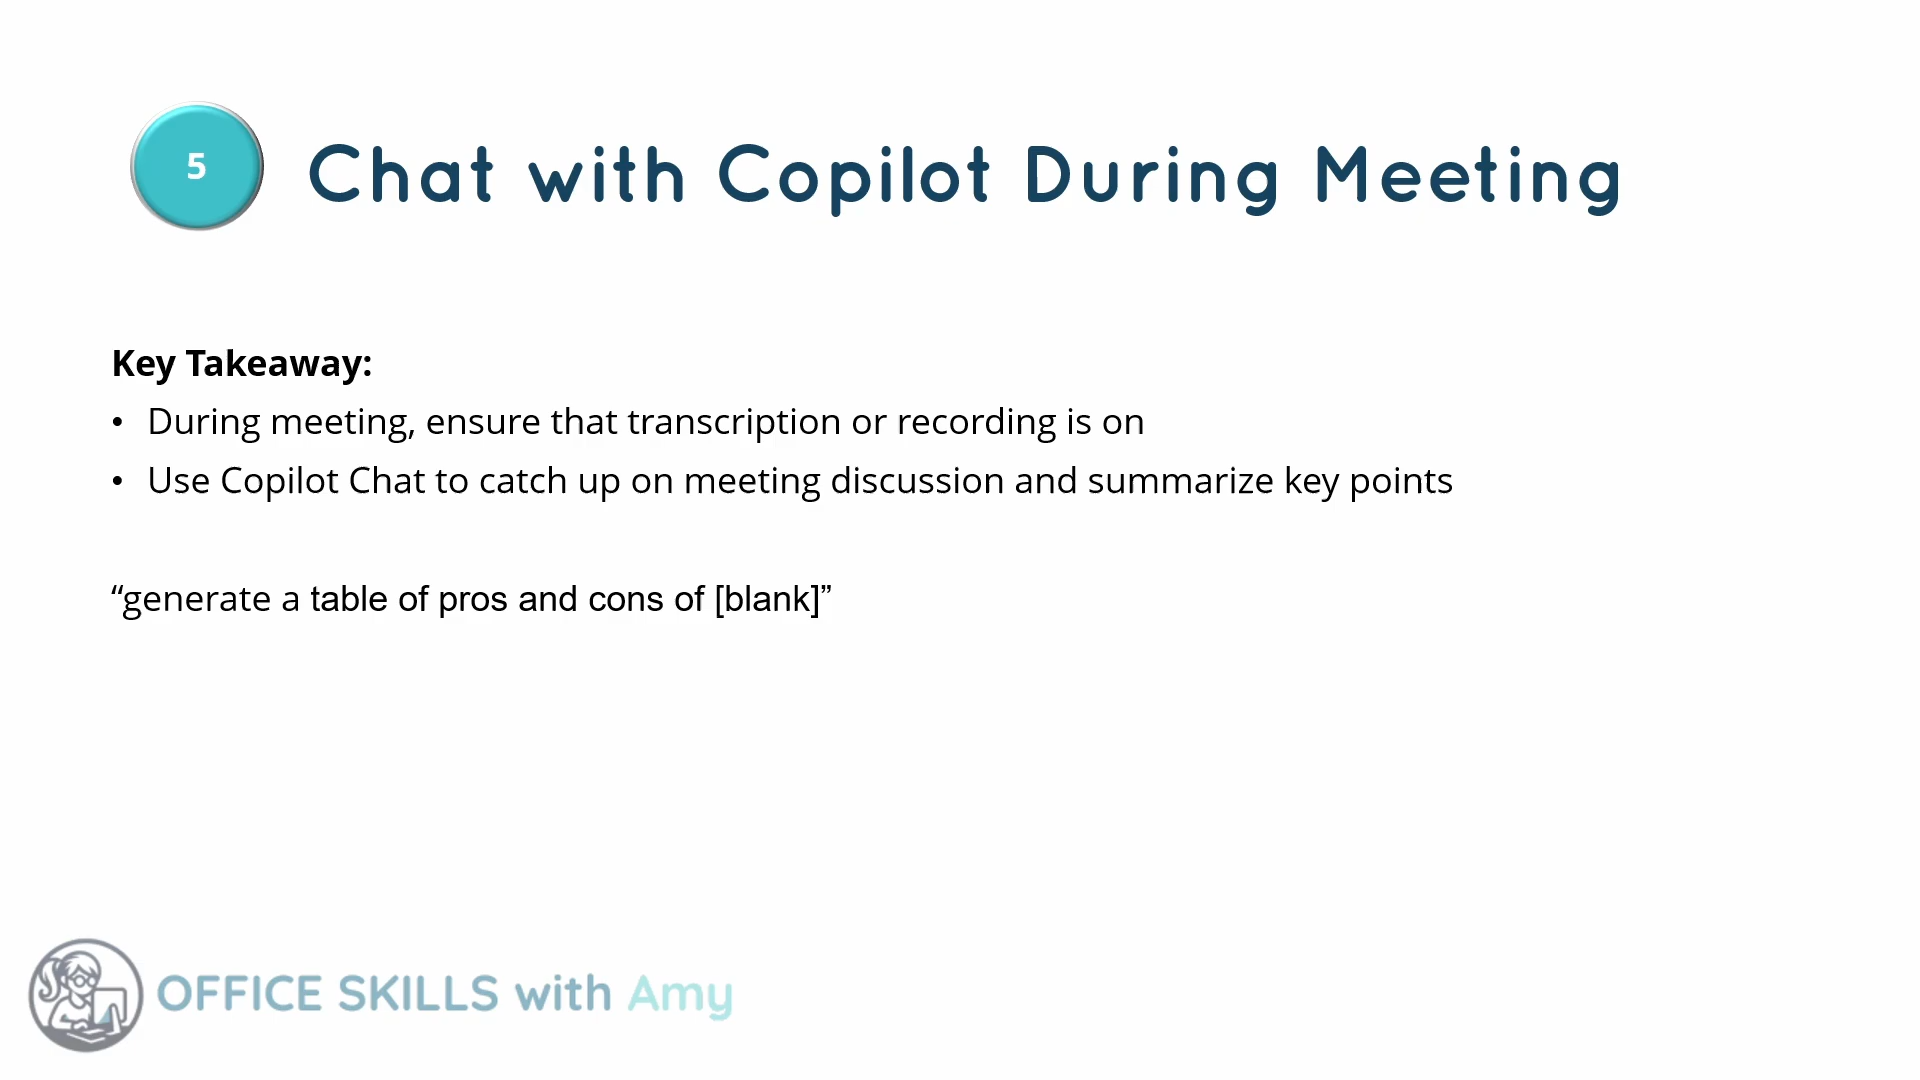 5
Chat with Copilot During Meeting
Key Takeaway:
• During meeting, ensure that transcription or recording is on
• Use Copilot Chat to catch up on meeting discussion and summarize key points
“generate a table of pros and cons of [blank]”
OFFICE SKILLS with Amy